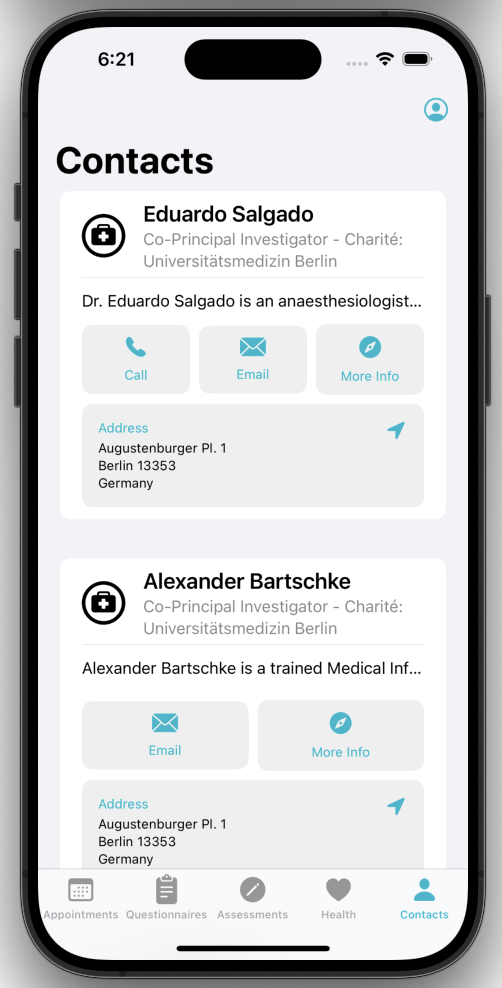 6:21
Contacts
Eduardo Salgado
Co-Principal Investigator - Charité:
Universitätsmedizin Berlin
Dr. Eduardo Salgado is an anaesthesiologist...
Call
Email
More Info
Address
Augustenburger Pl. 1
Berlin 13353
Germany
Alexander Bartschke
Co-Principal Investigator - Charité:
Universitätsmedizin Berlin
Alexander Bartschke is a trained Medical Inf...
Email
More Info
Address
Augustenburger Pl. 1
Berlin 13353
Germany
Appointments
Questionnaires
Assessments
Health
Contacts